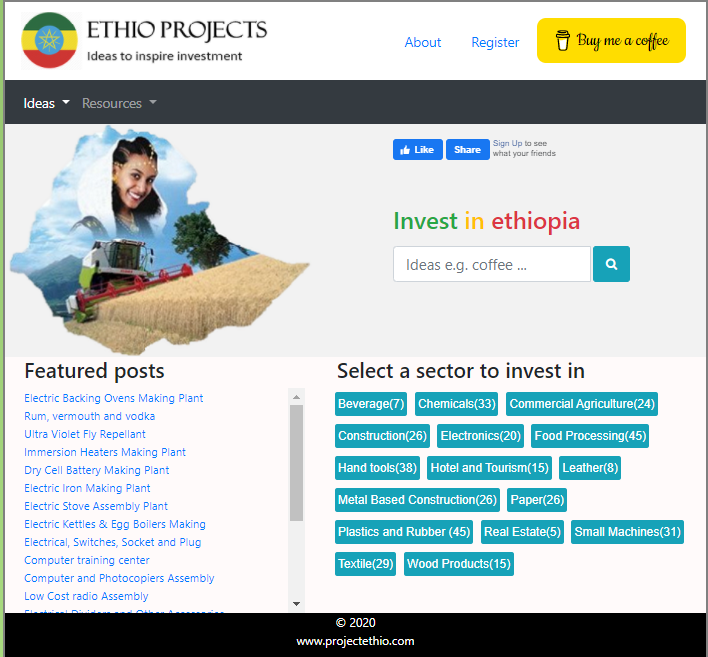 ETHIO PROJECTS
Ideas to inspire investment
About
Register
Buy me a coffee
Ideas
Resources
Like
Share
Sign Up to see
what your friends
Invest in ethiopia
Ideas e.g. coffee ...
Featured posts
Electric Backing Ovens Making Plant
Rum, vermouth and vodka
Ultra Violet Fly Repellant
Immersion Heaters Making Plant
Dry Cell Battery Making Plant
Electric Iron Making Plant
Electric Stove Assembly Plant
Electric Kettles & Egg Boilers Making
Electrical, Switches, Socket and Plug
Computer training center
Computer and Photocopiers Assembly
Low Cost radio Assembly
Electrical Dividers and Other Accessories
Select a sector to invest in
Beverage(7) Chemicals(33) Commercial Agriculture(24)
Construction(26) Electronics(20) Food Processing(45)
Hand tools(38) Hotel and Tourism(15) Leather(8)
Metal Based Construction(26) Paper(26)
Plastics and Rubber (45) Real Estate(5) Small Machines(31)
Textile(29) Wood Products(15)
© 2020
www.projectethio.com